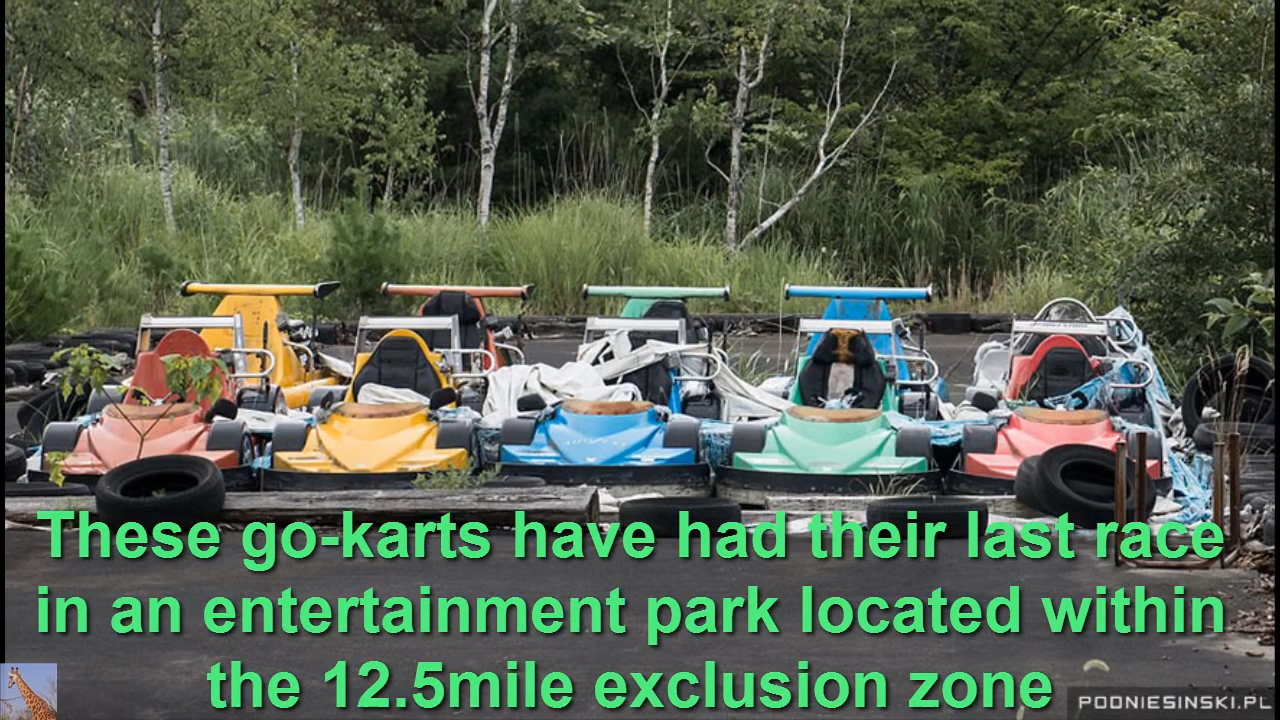 These go-karts have had their last race
in an entertainment park located within
the 12.5mile exclusion zone
PODNIESINSKI.PL